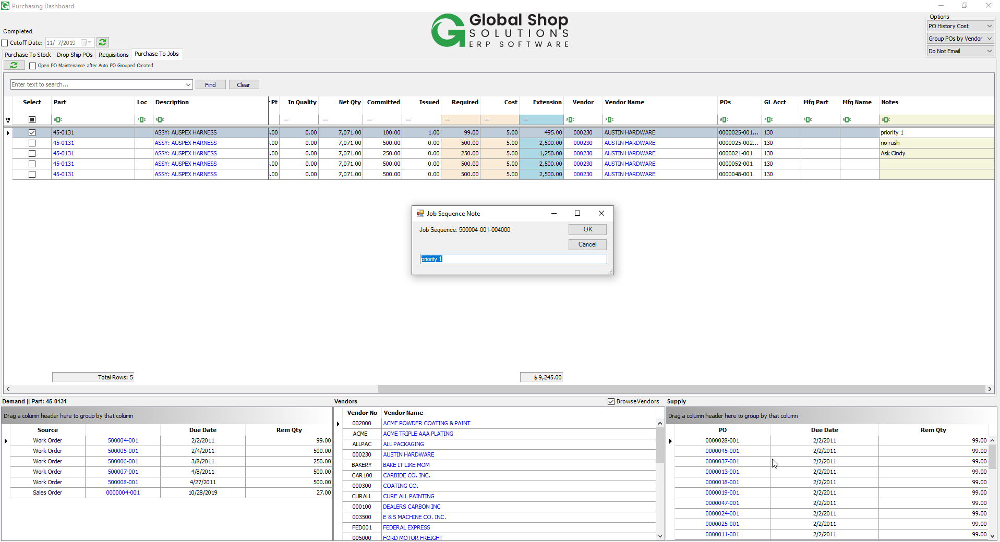 Purchasing Dashboard
Global Shop
SOLUTIONS
ERP SOFTWARE
Options
PO History Cost
Group POs by Vendor
Do Not Email
Completed.
Cutoff Date: 11/ 7/2019
Purchase To Stock Drop Ship POs Requisitions Purchase To Jobs
Open PO Maintenance after Auto PO Grouped Created
Enter text to search... Find Clear
Select Part Loc Description Pt In Quality Net Qty Committed Issued Required Cost Extension Vendor Vendor Name POs GL Acct Mfg Part Mfg Name Notes
45-0131 ASSY: AUSPEX HARNESS .00 0.00 7,071.00 100.00 1.00 99.00 5.00 495.00 000230 AUSTIN HARDWARE 0000025-001... 130 priority 1
45-0131 ASSY: AUSPEX HARNESS .00 0.00 7,071.00 500.00 0.00 500.00 5.00 2,500.00 000230 AUSTIN HARDWARE 0000025-002... 130 no rush
45-0131 ASSY: AUSPEX HARNESS .00 0.00 7,071.00 250.00 0.00 250.00 5.00 1,250.00 000230 AUSTIN HARDWARE 0000021-001 130 Ask Cindy
45-0131 ASSY: AUSPEX HARNESS .00 0.00 7,071.00 500.00 0.00 500.00 5.00 2,500.00 000230 AUSTIN HARDWARE 0000052-001 130
45-0131 ASSY: AUSPEX HARNESS .00 0.00 7,071.00 500.00 0.00 500.00 5.00 2,500.00 000230 AUSTIN HARDWARE 0000048-001 130
Job Sequence Note
Job Sequence: 500004-001-004000
OK
Cancel
priority 1
Total Rows: 5 $ 9,245.00
Demand || Part: 45-0131
Drag a column header here to group by that column
Source Due Date Rem Qty
Work Order 500004-001 2/2/2011 99.00
Work Order 500005-001 2/4/2011 500.00
Work Order 500006-001 3/8/2011 250.00
Work Order 500007-001 4/8/2011 500.00
Work Order 500008-001 4/27/2011 500.00
Sales Order 0000004-001 10/28/2019 27.00
Vendors BrowseVendors
Vendor No Vendor Name
002000 ACME POWDER COATING & PAINT
ACME ACME TRIPLE AAA PLATING
ALLPAC ALL PACKAGING
000230 AUSTIN HARDWARE
BAKERY BAKE IT LIKE MOM
CAR100 CARBIDE CO. INC.
000300 COATING CO.
CURALL CURE ALL PAINTING
000100 DEALERS CARBON INC
003500 E & S MACHINE CO. INC.
FED001 FEDERAL EXPRESS
005000 FORD MOTOR FREIGHT
Supply
Drag a column header here to group by that column
PO Due Date Rem Qty
0000028-001 2/2/2011 99.00
0000045-001 2/2/2011 99.00
0000037-001 2/2/2011 99.00
0000013-001 2/2/2011 99.00
0000018-001 2/2/2011 99.00
0000019-001 2/2/2011 99.00
0000047-001 2/2/2011 99.00
0000024-001 2/2/2011 99.00
0000025-001 2/2/2011 99.00
0000011-001 2/2/2011 99.00